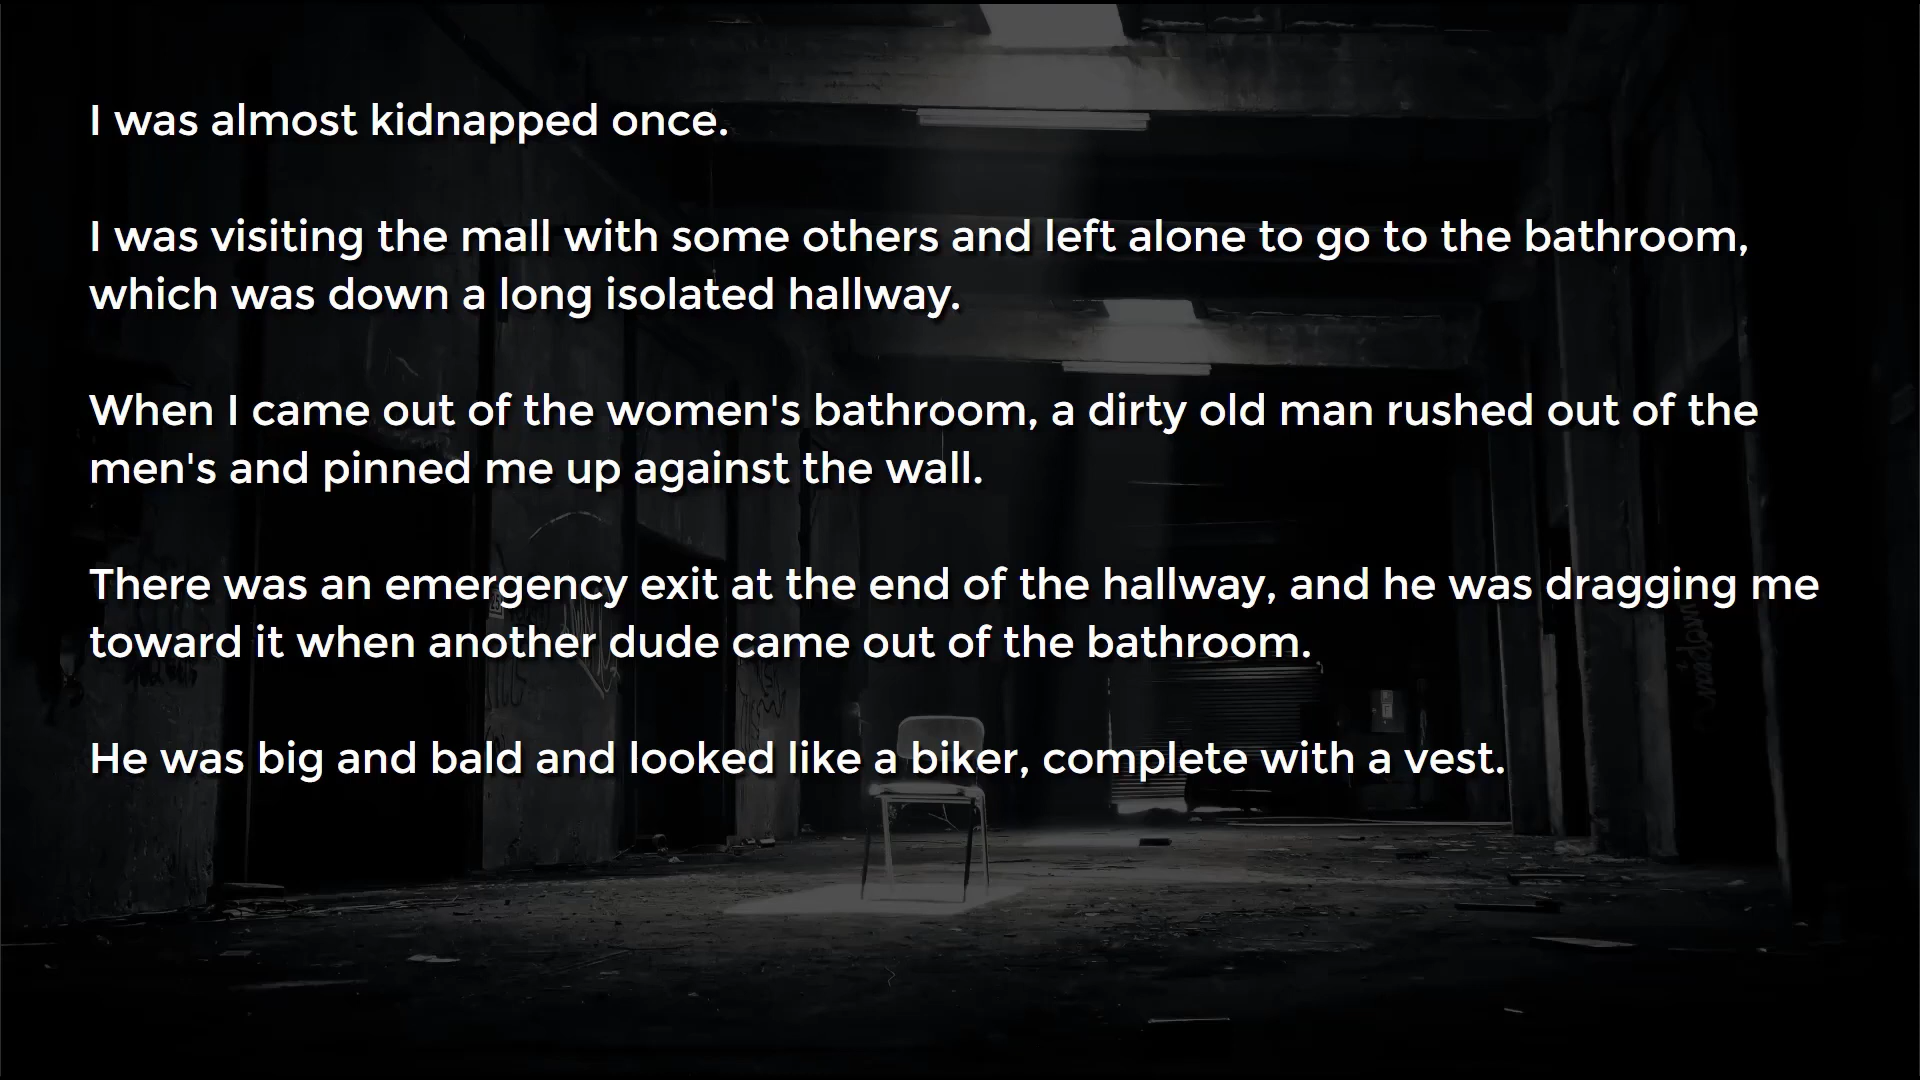 I was almost kidnapped once.
I was visiting the mall with some others and left alone to go to the bathroom,
which was down a long isolated hallway.
When I came out of the women's bathroom, a dirty old man rushed out of the
men's and pinned me up against the wall.
There was an emergency exit at the end of the hallway, and he was dragging me
toward it when another dude came out of the bathroom.
He was big and bald and looked like a biker, complete with a vest.